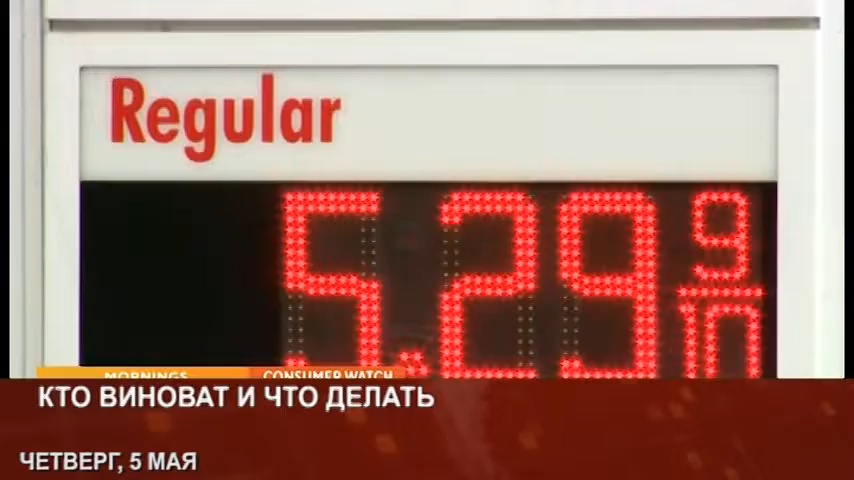 Regular
5.29 9/10
MORNINGS CONSUMER WATCH
КТО ВИНОВАТ И ЧТО ДЕЛАТЬ
ЧЕТВЕРГ, 5 МАЯ